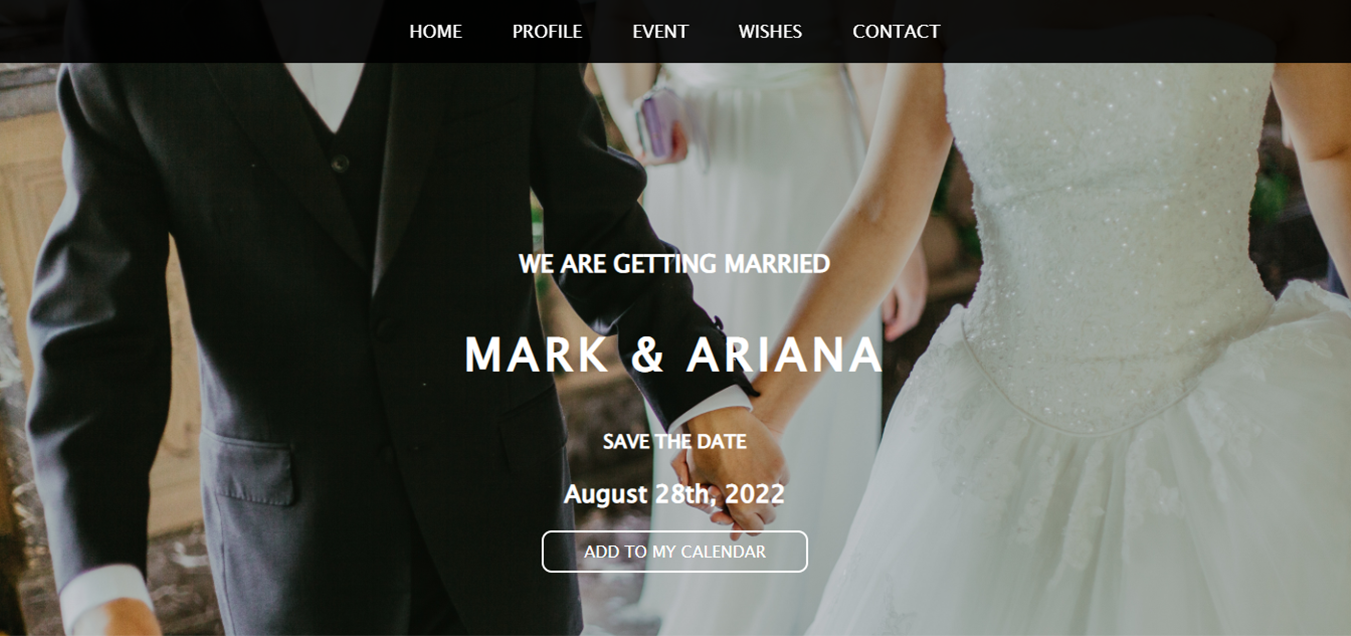 HOME PROFILE EVENT WISHES CONTACT
WE ARE GETTING MARRIED
MARK & ARIANA
SAVE THE DATE
August 28th, 2022
ADD TO MY CALENDAR